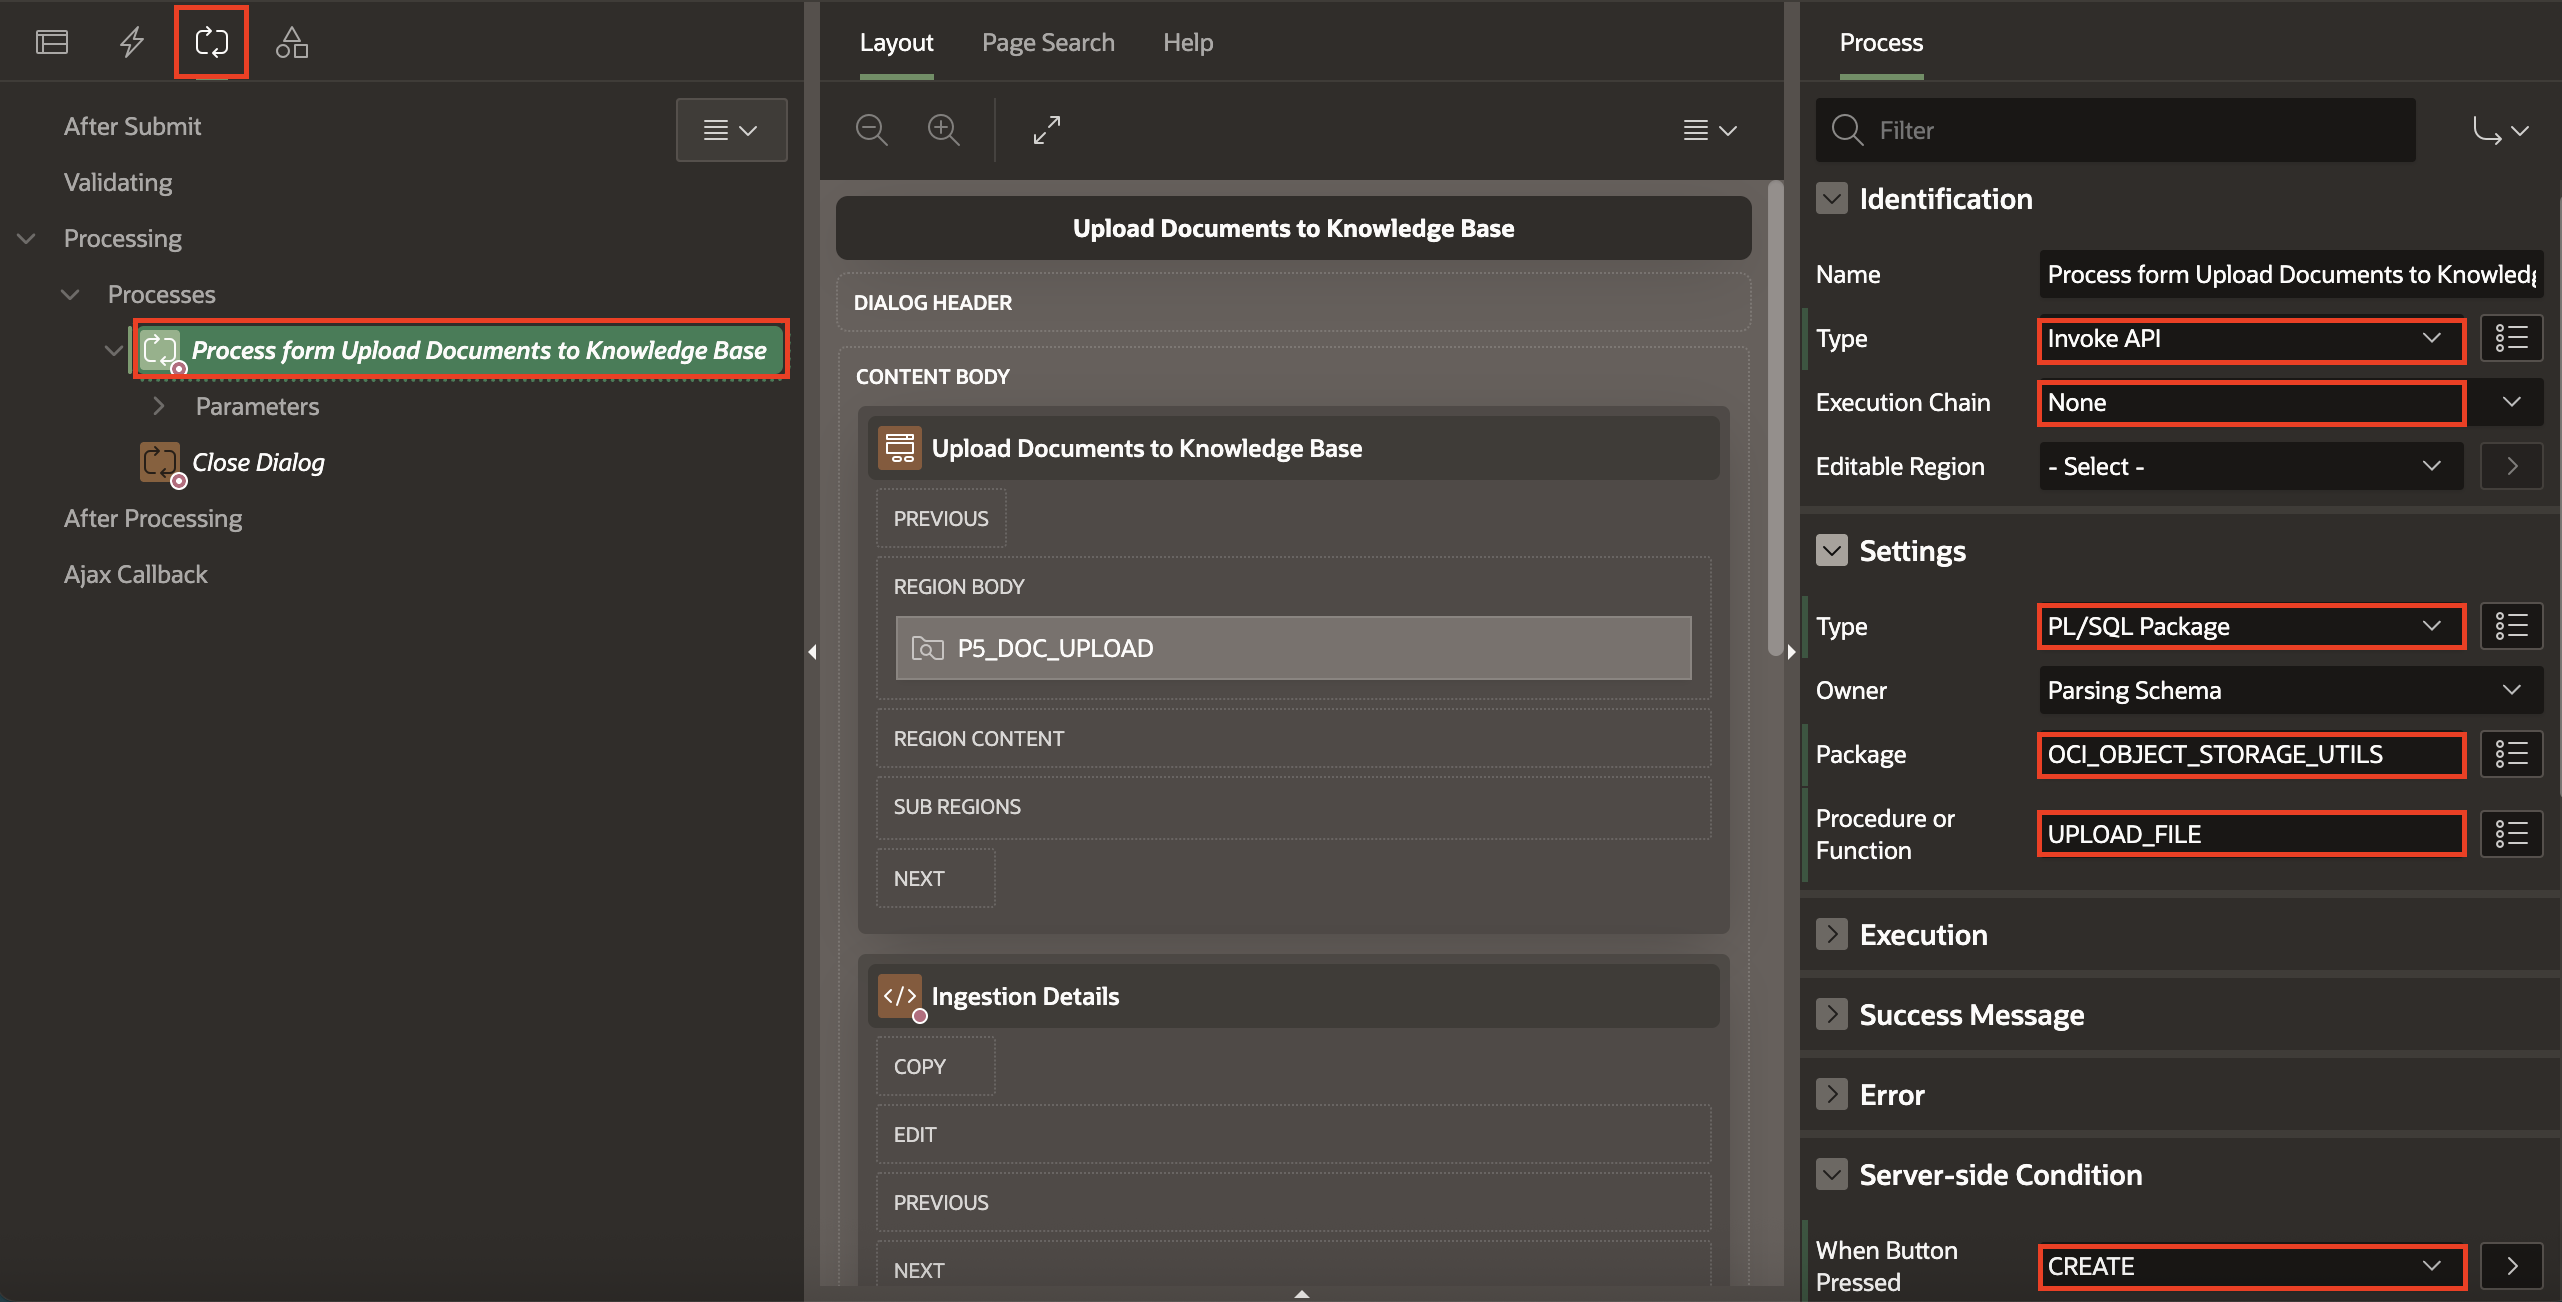 After Submit
Validating
Processing
Processes
Process form Upload Documents to Knowledge Base
Parameters
Close Dialog
After Processing
Ajax Callback
Layout
Page Search
Help
Upload Documents to Knowledge Base
DIALOG HEADER
CONTENT BODY
Upload Documents to Knowledge Base
PREVIOUS
REGION BODY
P5_DOC_UPLOAD
REGION CONTENT
SUB REGIONS
NEXT
Ingestion Details
COPY
EDIT
PREVIOUS
NEXT
Process
Filter
Identification
Name
Process form Upload Documents to Knowledg
Type
Invoke API
Execution Chain
None
Editable Region
- Select -
Settings
Type
PL/SQL Package
Owner
Parsing Schema
Package
OCI_OBJECT_STORAGE_UTILS
Procedure or
Function
UPLOAD_FILE
Execution
Success Message
Error
Server-side Condition
When Button
Pressed
CREATE